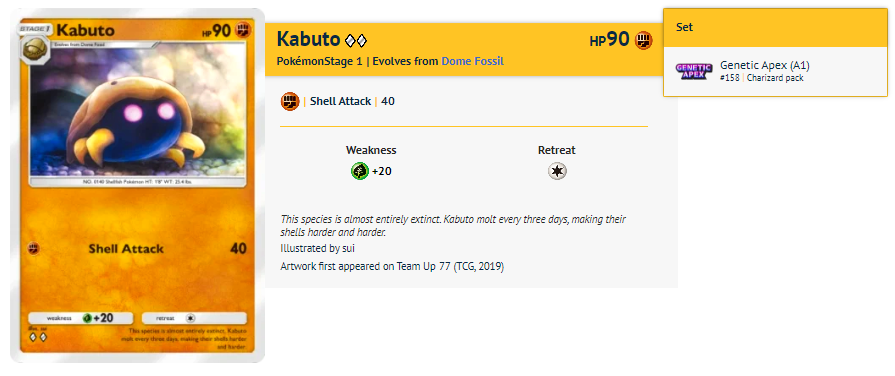 STAGE 1 Kabuto HP90
Evolves from Dome Fossil
NO. 0140 Shellfish Pokémon HT: 1'8" WT: 25.4 lbs.
Shell Attack 40
weakness +20 retreat
illus. sui
This species is almost entirely extinct. Kabuto
molt every three days, making their shells harder
and harder.
Kabuto
HP90
PokémonStage 1 | Evolves from Dome Fossil
| Shell Attack | 40
Weakness Retreat
+20
This species is almost entirely extinct. Kabuto molt every three days, making their
shells harder and harder.
Illustrated by sui
Artwork first appeared on Team Up 77 (TCG, 2019)
Set
GENETIC
APEX
Genetic Apex (A1)
#158 | Charizard pack